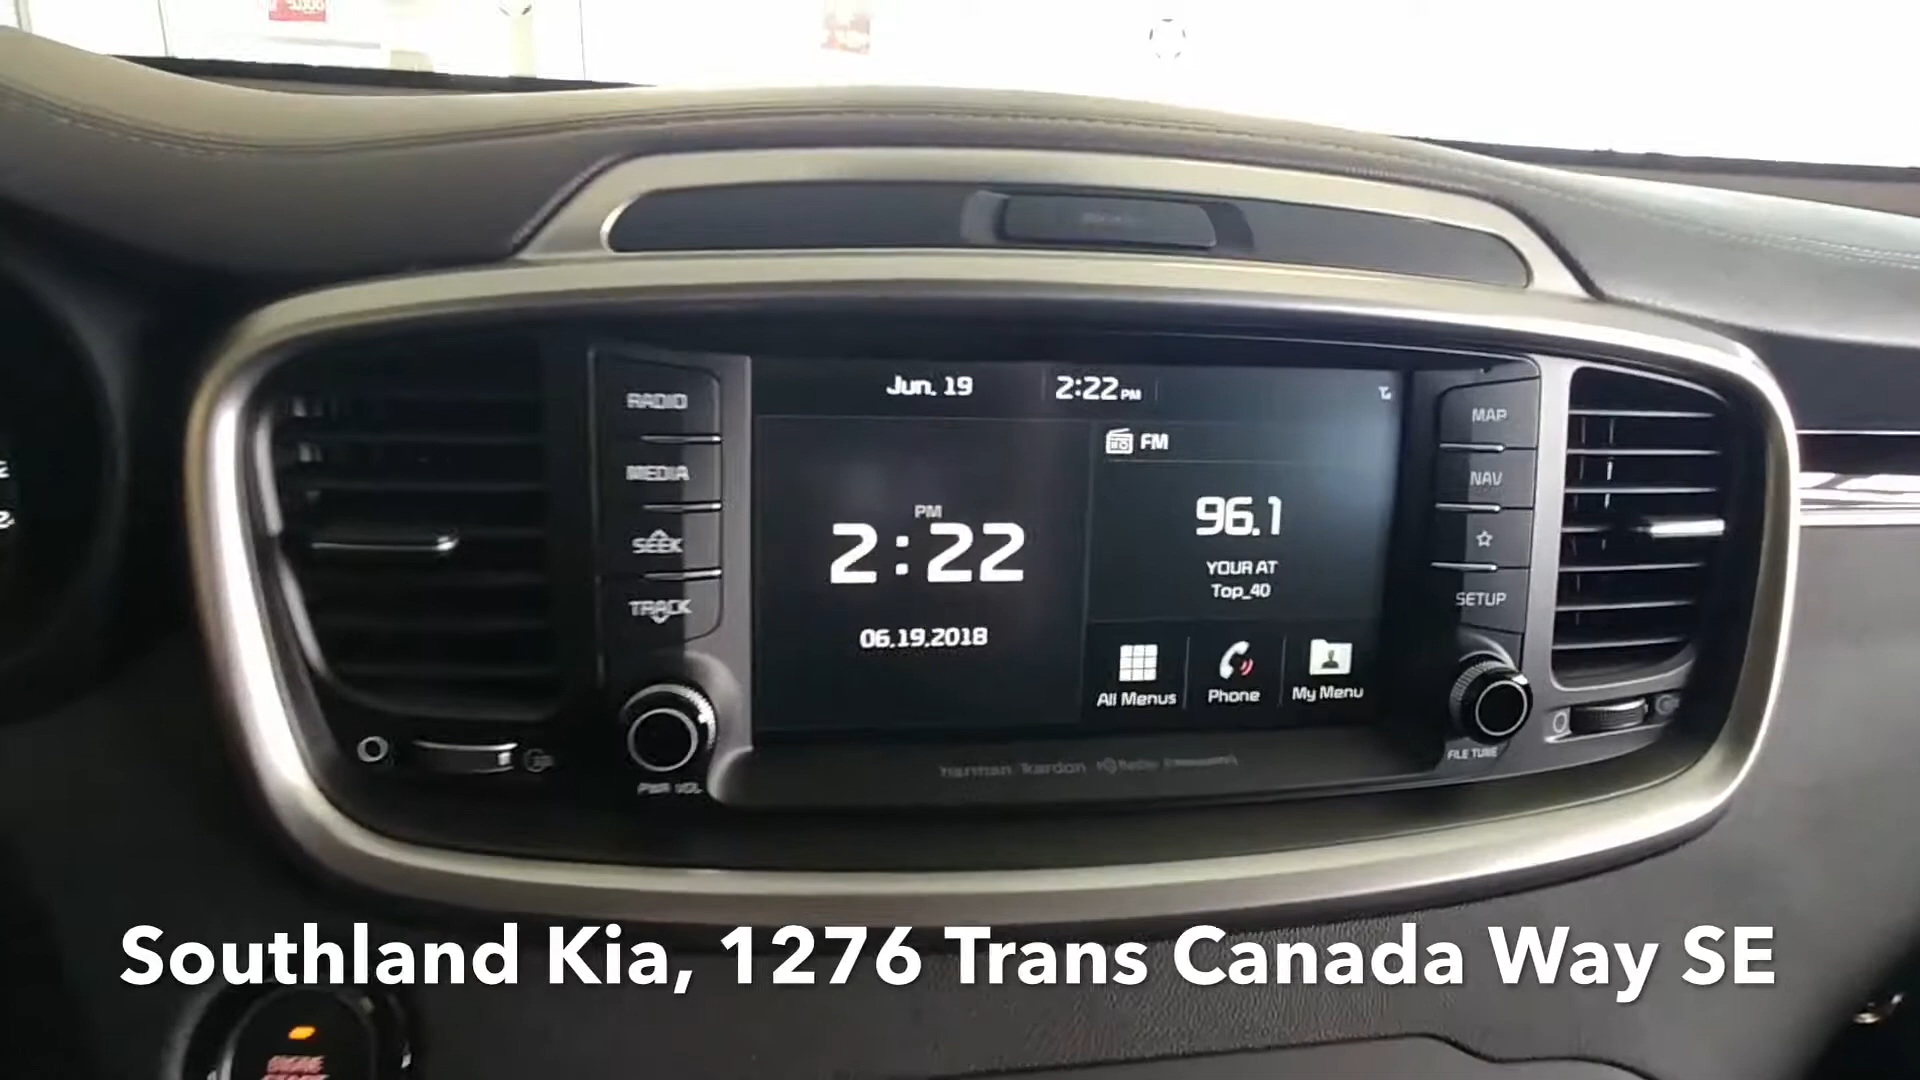 Jun. 19
2:22 PM
RADIO
MEDIA
SEEK
TRACK
PWR VOL
PM
2:22
06.19.2018
FM
96.1
YOUR AT
Top_40
All Menus
Phone
My Menu
MAP
NAV
SETUP
FILE TUNE
harman kardon
Southland Kia, 1276 Trans Canada Way SE